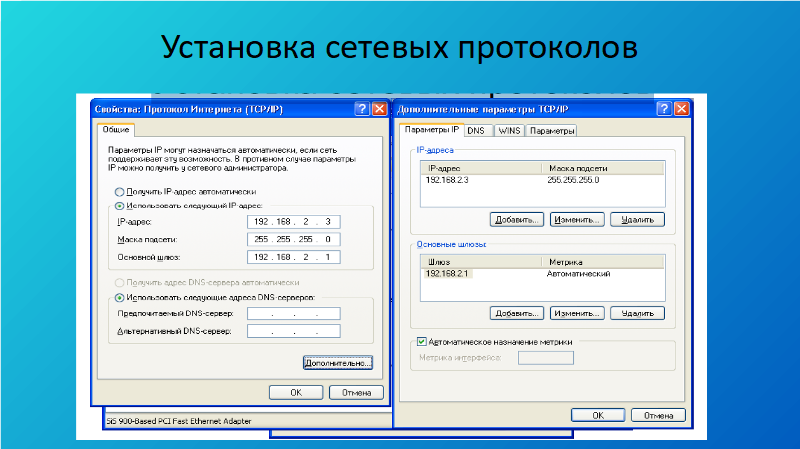 Установка сетевых протоколов
Свойства: Протокол Интернета (TCP/IP)
Общие
Параметры IP могут назначаться автоматически, если сеть
поддерживает эту возможность. В противном случае параметры
IP можно получить у сетевого администратора.
Получить IP-адрес автоматически
Использовать следующий IP-адрес:
IP-адрес: 192 . 168 . 2 . 3
Маска подсети: 255 . 255 . 255 . 0
Основной шлюз: 192 . 168 . 2 . 1
Получить адрес DNS-сервера автоматически
Использовать следующие адреса DNS-серверов:
Предпочитаемый DNS-сервер: . . .
Альтернативный DNS-сервер: . . .
Дополнительно...
OK Отмена
SiS 900-Based PCI Fast Ethernet Adapter
Дополнительные параметры TCP/IP
Параметры IP DNS WINS Параметры
IP-адреса
IP-адрес Маска подсети
192.168.2.3 255.255.255.0
Добавить... Изменить... Удалить
Основные шлюзы:
Шлюз Метрика
192.168.2.1 Автоматический
Добавить... Изменить... Удалить
Автоматическое назначение метрики
Метрика интерфейса:
OK Отмена